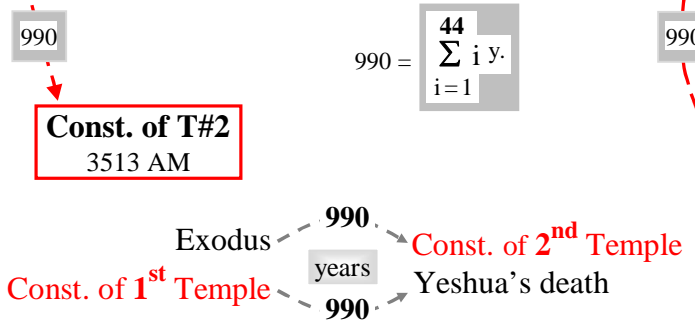 990
44
990 = Σ i y.
i = 1
990
Const. of T#2
3513 AM
990
Exodus
Const. of 2nd Temple
years
Const. of 1st Temple
Yeshua's death
990